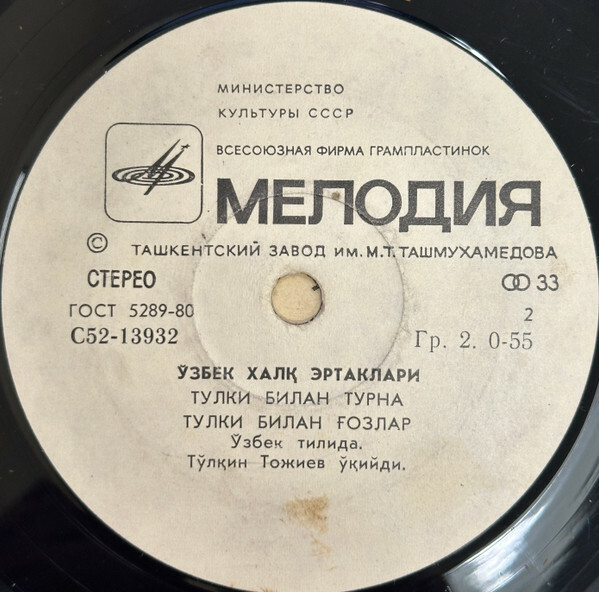 МИНИСТЕРСТВО
КУЛЬТУРЫ СССР
ВСЕСОЮЗНАЯ ФИРМА ГРАМПЛАСТИНОК
МЕЛОДИЯ
© ТАШКЕНТСКИЙ ЗАВОД ИМ. М.Т. ТАШМУХАМЕДОВА
СТЕРЕО 33
ГОСТ 5289-80 2
С52-13932 Гр. 2. 0-55
ЎЗБЕК ХАЛҚ ЭРТАКЛАРИ
ТУЛКИ БИЛАН ТУРНА
ТУЛКИ БИЛАН ҒОЗЛАР
Ўзбек тилида.
Тўлқин Тожиев ўқийди.